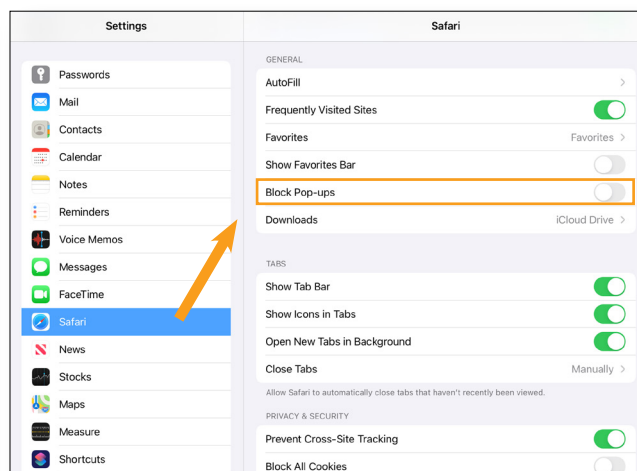 Settings
Safari
Passwords
Mail
Contacts
Calendar
Notes
Reminders
Voice Memos
Messages
FaceTime
Safari
News
Stocks
Maps
Measure
Shortcuts
GENERAL
AutoFill
Frequently Visited Sites
Favorites Favorites
Show Favorites Bar
Block Pop-ups
Downloads iCloud Drive
TABS
Show Tab Bar
Show Icons in Tabs
Open New Tabs in Background
Close Tabs Manually
Allow Safari to automatically close tabs that haven't recently been viewed.
PRIVACY & SECURITY
Prevent Cross-Site Tracking
Block All Cookies